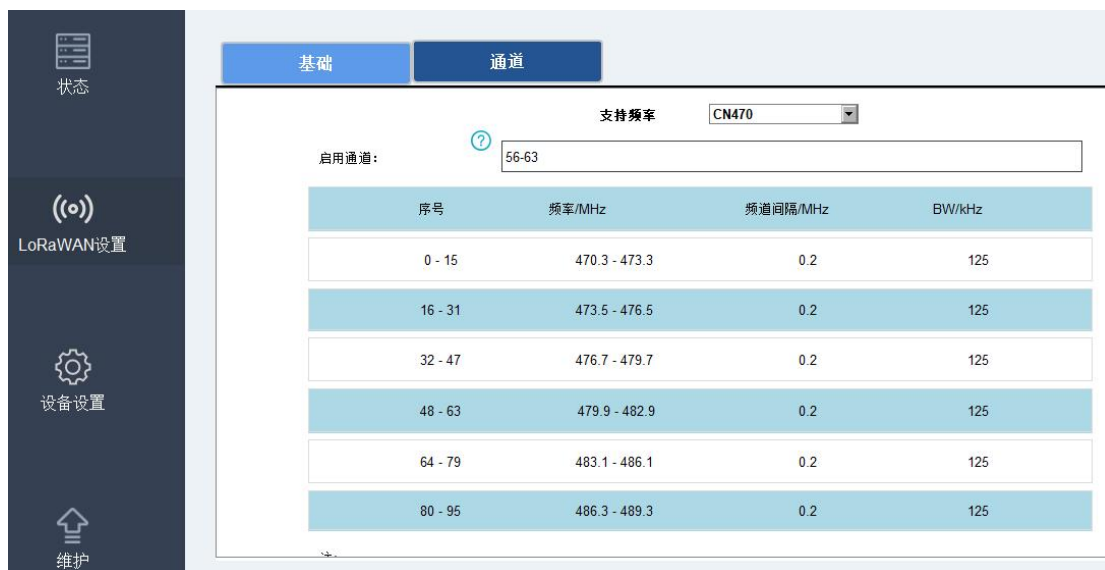 状态
LoRaWAN设置
设备设置
维护
基础 通道
支持频率 CN470
启用通道: ? 56-63
序号 频率/MHz 频道间隔/MHz BW/kHz
0 - 15 470.3 - 473.3 0.2 125
16 - 31 473.5 - 476.5 0.2 125
32 - 47 476.7 - 479.7 0.2 125
48 - 63 479.9 - 482.9 0.2 125
64 - 79 483.1 - 486.1 0.2 125
80 - 95 486.3 - 489.3 0.2 125